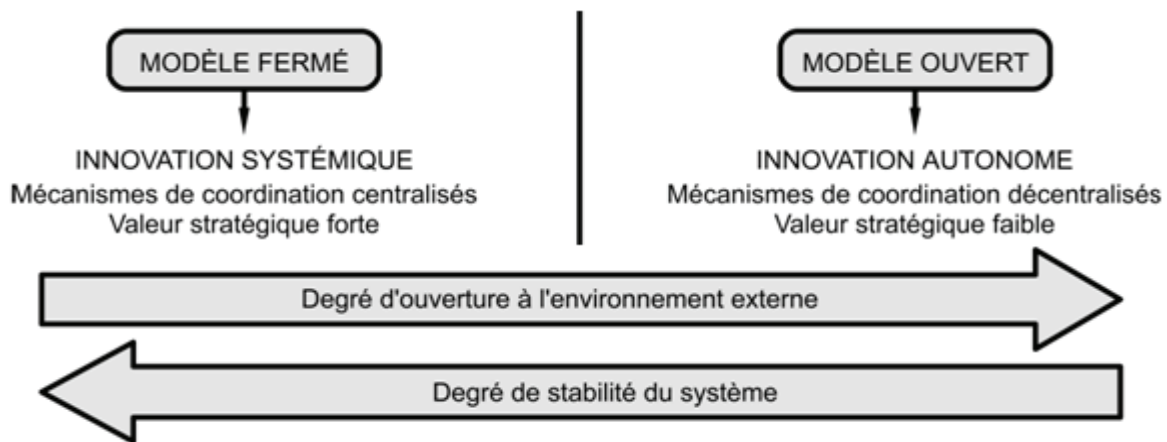 MODÈLE FERMÉ
INNOVATION SYSTÉMIQUE
Mécanismes de coordination centralisés
Valeur stratégique forte
MODÈLE OUVERT
INNOVATION AUTONOME
Mécanismes de coordination décentralisés
Valeur stratégique faible
Degré d'ouverture à l'environnement externe
Degré de stabilité du système